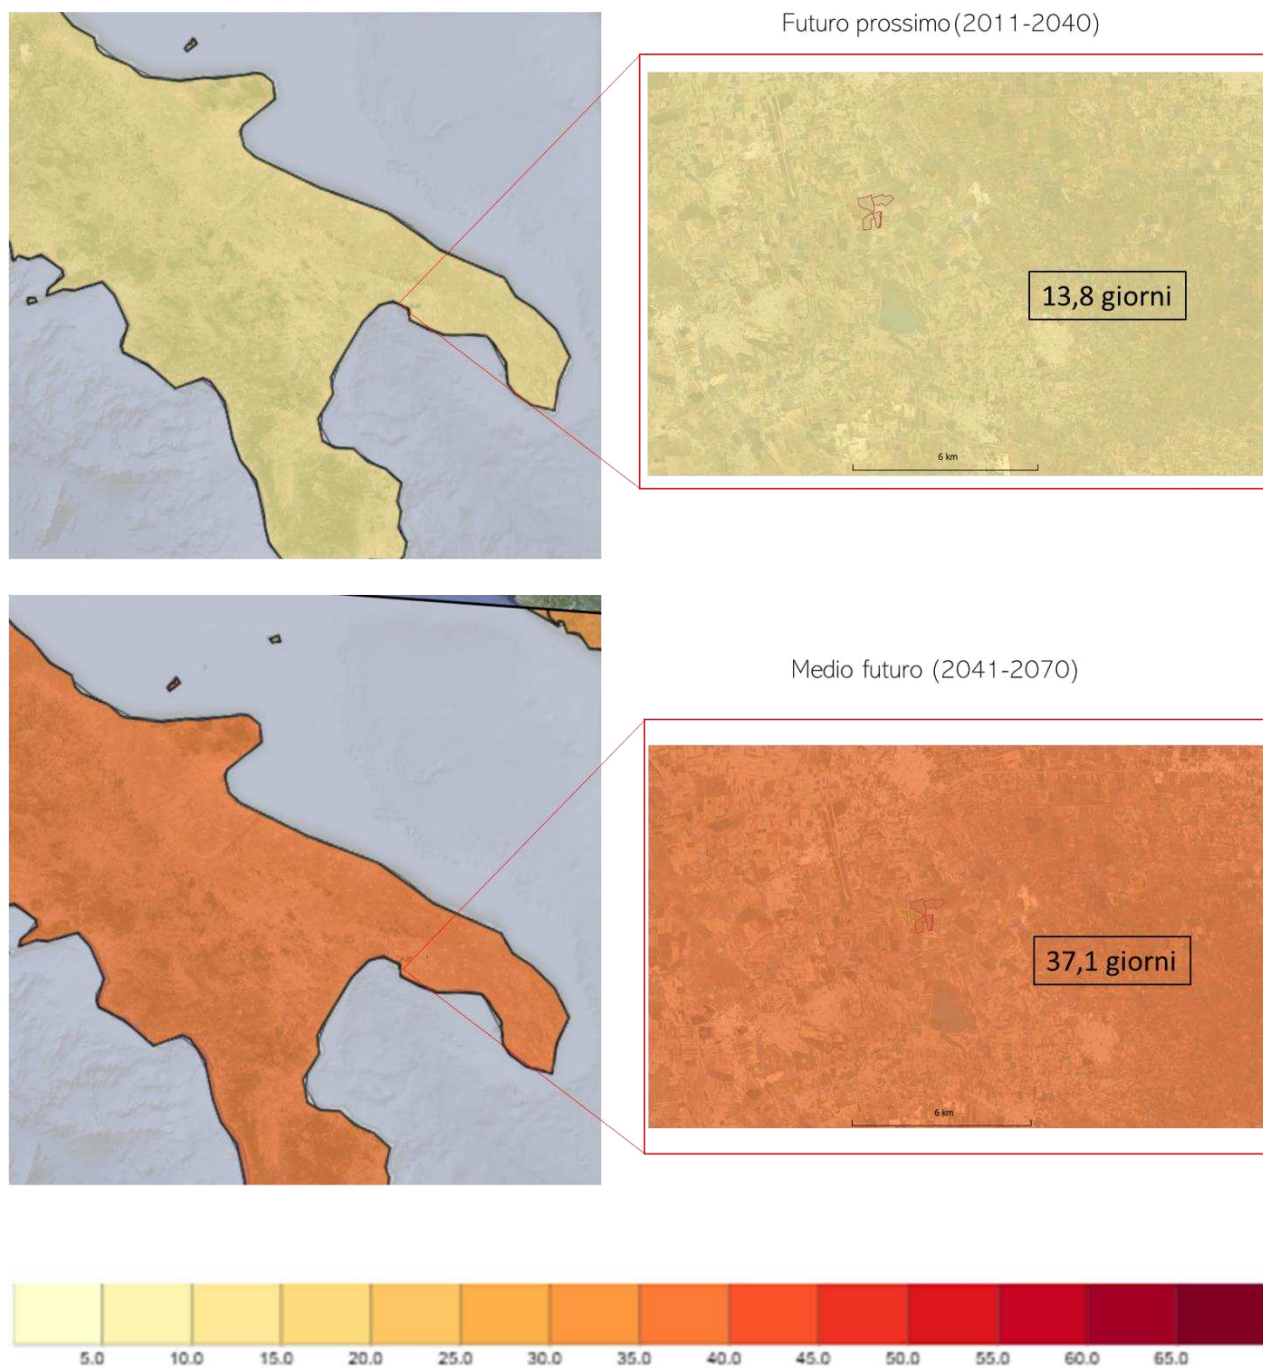 Futuro prossimo (2011-2040)
13,8 giorni
6 km
Medio futuro (2041-2070)
37,1 giorni
6 km
5.0 10.0 15.0 20.0 25.0 30.0 35.0 40.0 45.0 50.0 55.0 60.0 65.0